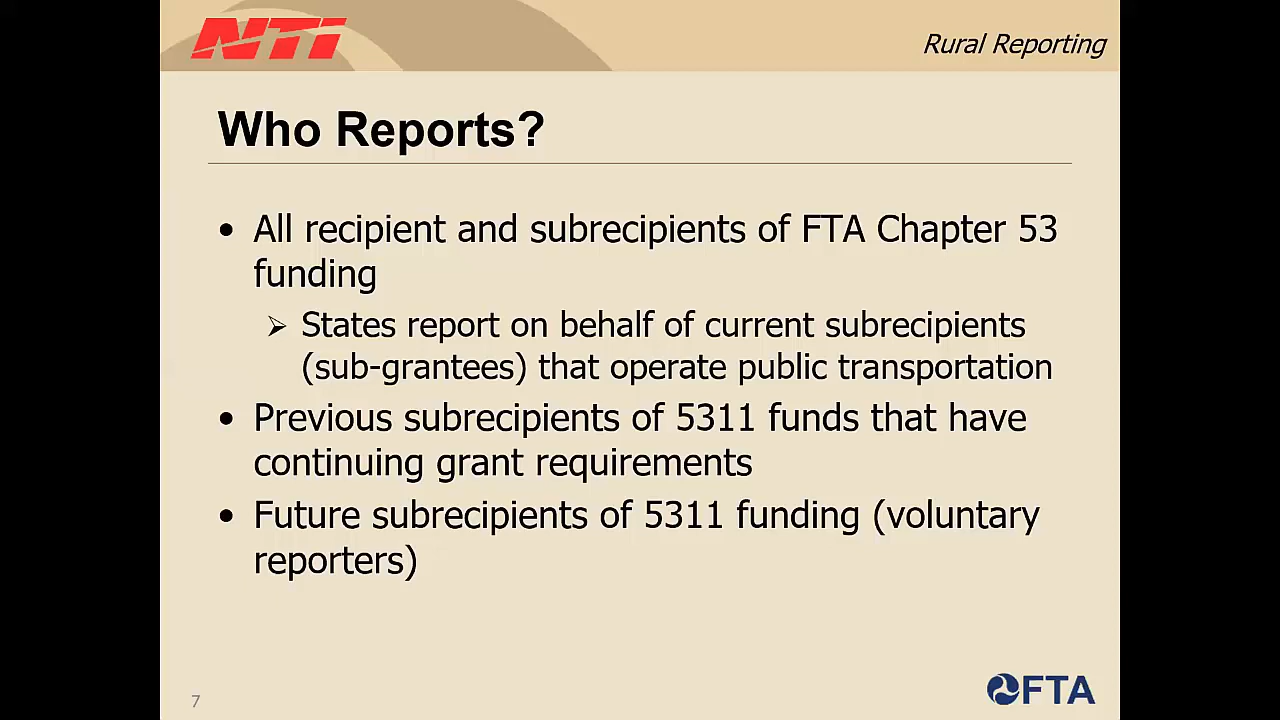 NTI
Rural Reporting
Who Reports?
• All recipient and subrecipients of FTA Chapter 53
funding
➢ States report on behalf of current subrecipients
(sub-grantees) that operate public transportation
• Previous subrecipients of 5311 funds that have
continuing grant requirements
• Future subrecipients of 5311 funding (voluntary
reporters)
7
FTA